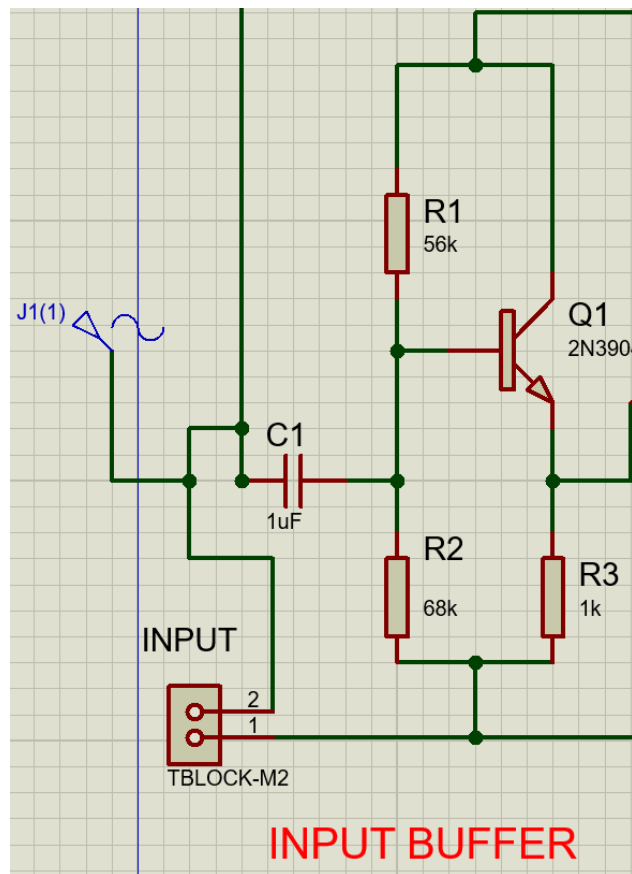 R1
56k
J1(1)
Q1
2N390
C1
1uF
R2
68k
R3
1k
INPUT
2
1
TBLOCK-M2
INPUT BUFFER